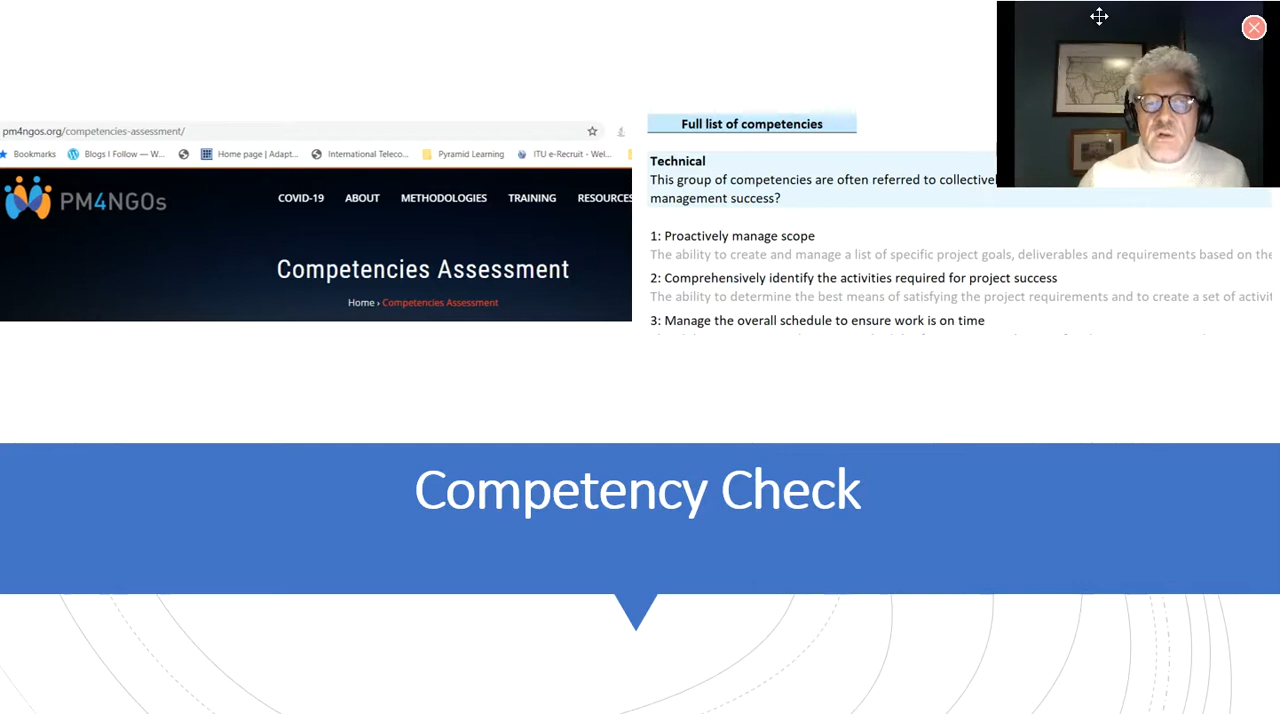 pm4ngos.org/competencies-assessment/
Bookmarks
Blogs I Follow — W...
Home page | Adapt...
International Teleco...
Pyramid Learning
ITU e-Recruit - Wel...
PM4NGOs
COVID-19 ABOUT METHODOLOGIES TRAINING RESOURCES
Competencies Assessment
Home › Competencies Assessment
Full list of competencies
Technical
This group of competencies are often referred to collectivel
management success?
1: Proactively manage scope
The ability to create and manage a list of specific project goals, deliverables and requirements based on the
2: Comprehensively identify the activities required for project success
The ability to determine the best means of satisfying the project requirements and to create a set of activit
3: Manage the overall schedule to ensure work is on time
Competency Check